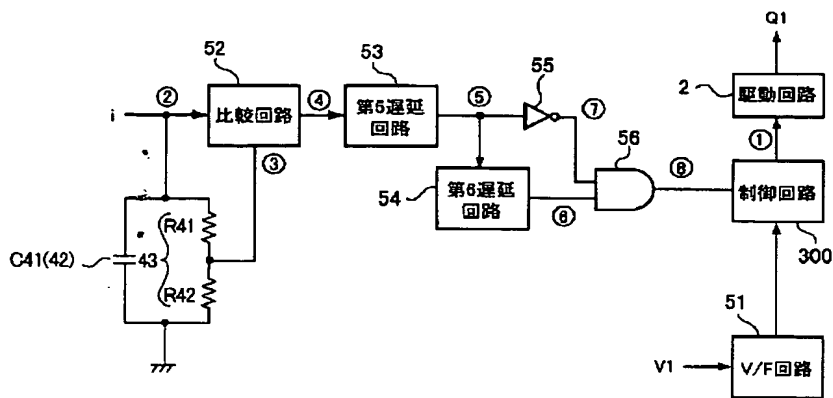 Q1
52
53
55
2
駆動回路
i
②
比較回路
④
第5遅延
回路
⑤
⑦
56
①
③
⑧
制御回路
54
第6遅延
回路
⑥
300
R41
C41(42)
43
R42
51
V1
V/F回路